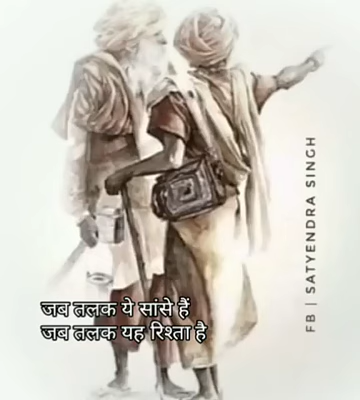 जब तलक ये सांसे हैं
जब तलक यह रिश्ता है
FB | SATYENDRA SINGH